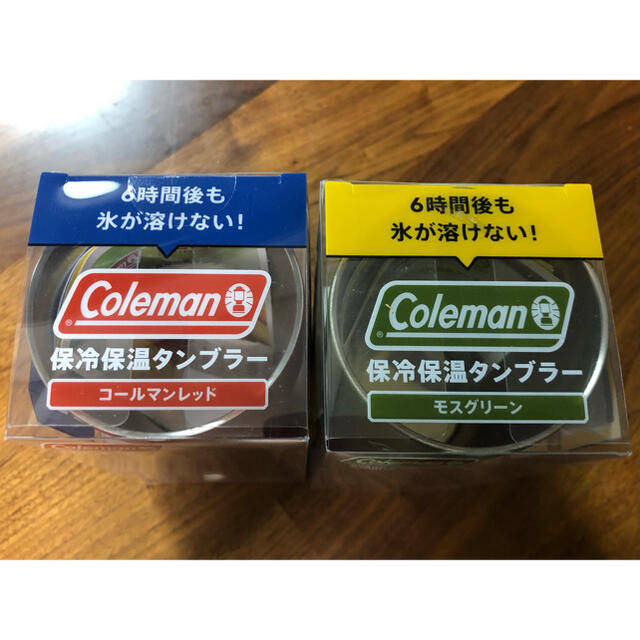 6時間後も
氷が溶けない!
Coleman
®
保冷保温タンブラー
コールマンレッド
Coleman
6時間後も
氷が溶けない!
Coleman
®
保冷保温タンブラー
モスグリーン
Coleman